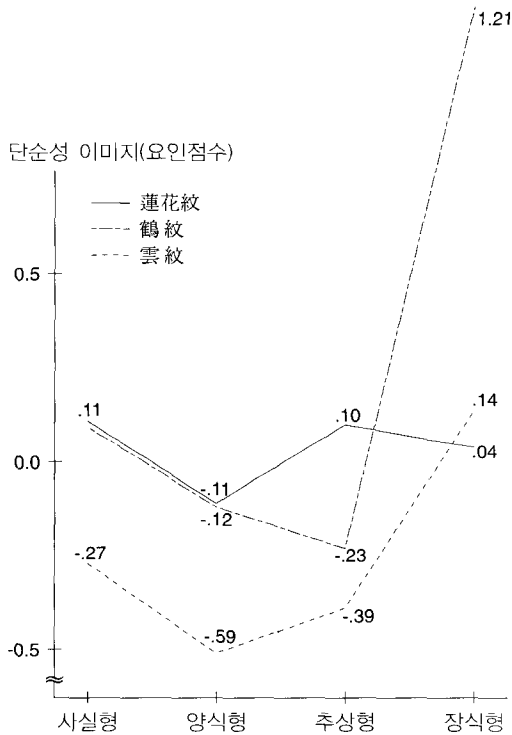 1.21
단순성 이미지(요인점수)
蓮花紋
鶴紋
雲紋
0.5
.14
.11
.10
0.0
.04
-.11
-.12
-.23
-.27
-.39
-.59
-0.5
사실형 양식형 추상형 장식형